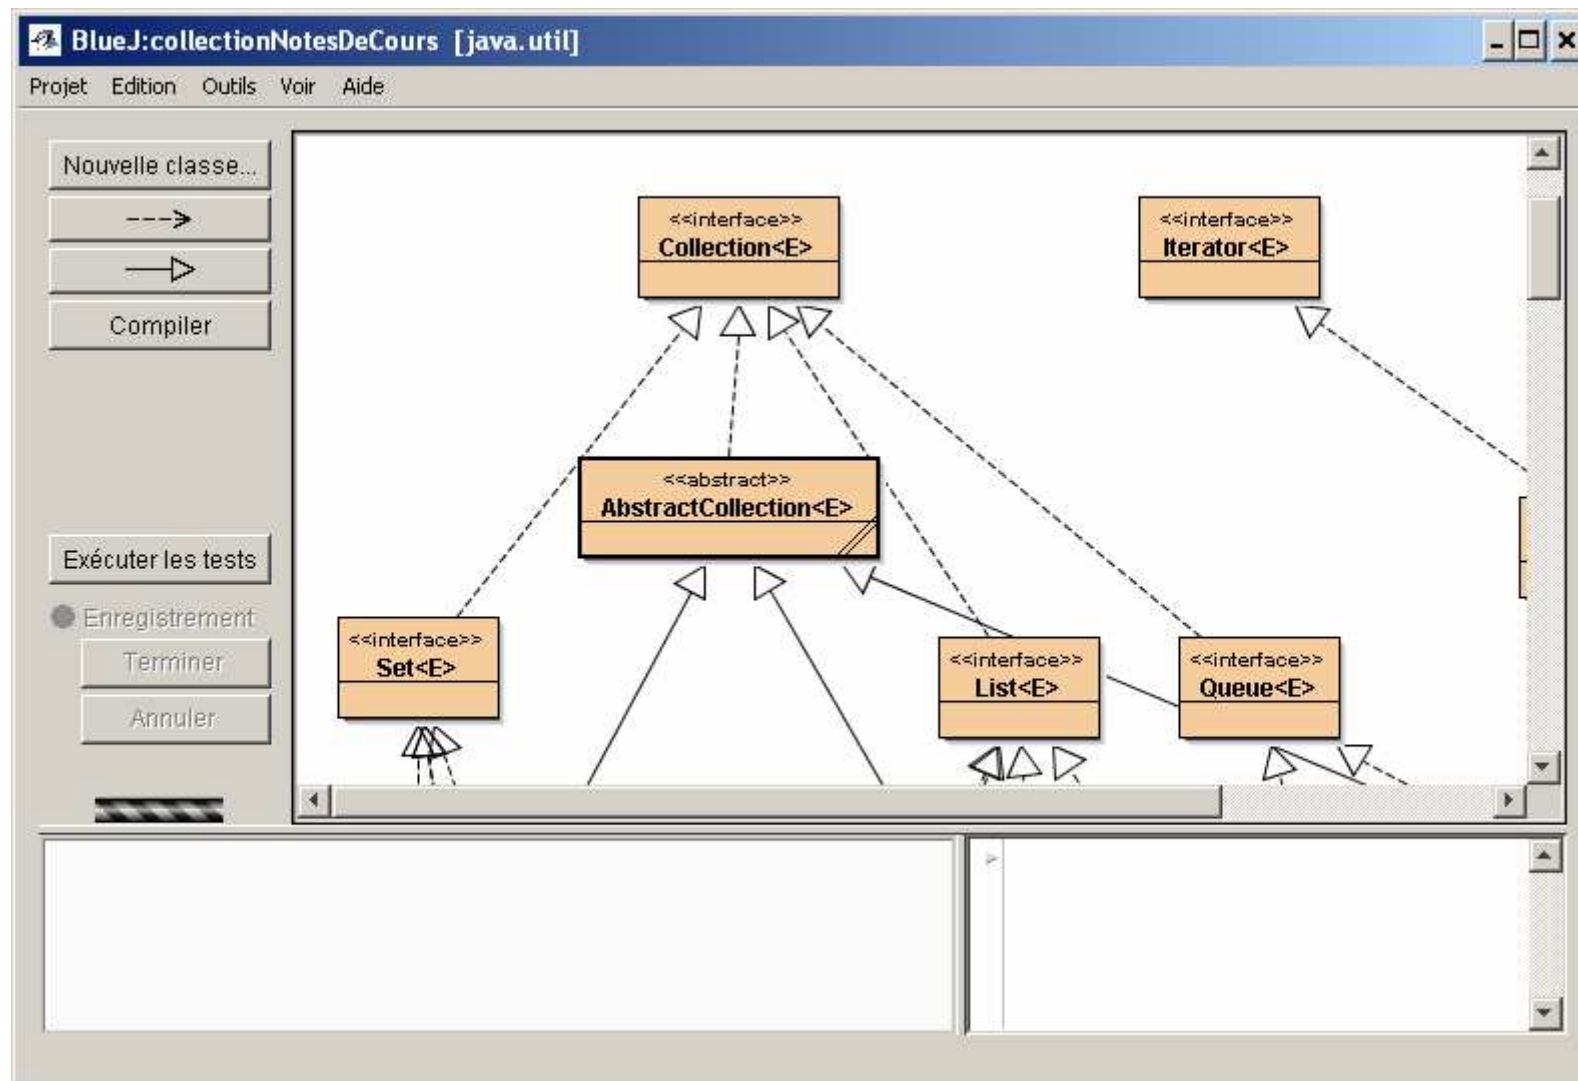 BlueJ:collectionNotesDeCours [java.util]
Projet Edition Outils Voir Aide
Nouvelle classe...
Compiler
Exécuter les tests
Enregistrement
Terminer
Annuler
<<interface>>
Collection<E>
<<interface>>
Iterator<E>
<<abstract>>
AbstractCollection<E>
<<interface>>
Set<E>
<<interface>>
List<E>
<<interface>>
Queue<E>